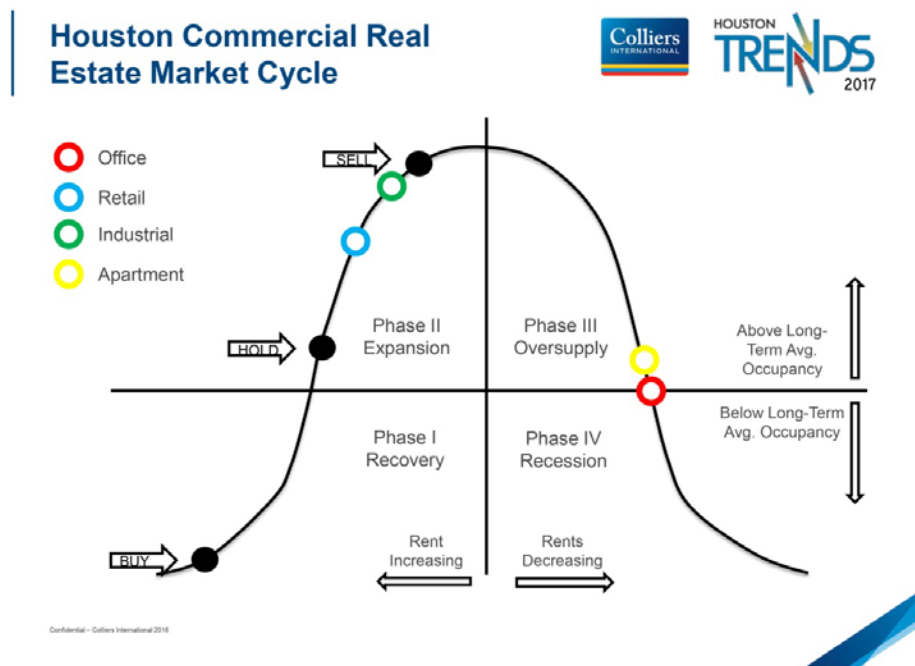 Houston Commercial Real
Estate Market Cycle
Colliers
INTERNATIONAL
HOUSTON
TRENDS
2017
Office
Retail
Industrial
Apartment
SELL
HOLD
BUY
Phase II
Expansion
Phase III
Oversupply
Above Long-
Term Avg.
Occupancy
Below Long-Term
Avg. Occupancy
Phase I
Recovery
Phase IV
Recession
Rent
Increasing
Rents
Decreasing
Confidential – Colliers International 2016